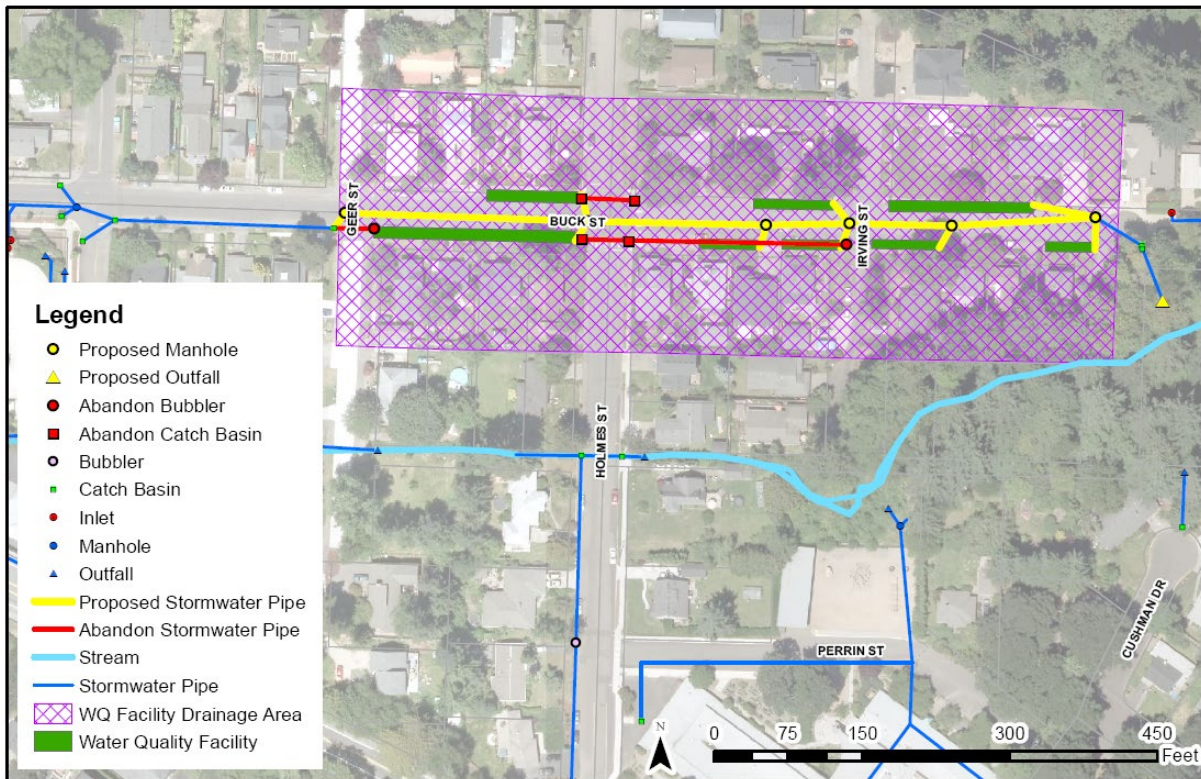 GEER ST
BUCK ST
IRVING ST
HOLMES ST
PERRIN ST
CUSHMAN DR
Legend
Proposed Manhole
Proposed Outfall
Abandon Bubbler
Abandon Catch Basin
Bubbler
Catch Basin
Inlet
Manhole
Outfall
Proposed Stormwater Pipe
Abandon Stormwater Pipe
Stream
Stormwater Pipe
WQ Facility Drainage Area
Water Quality Facility
N
0 75 150 300 450
Feet